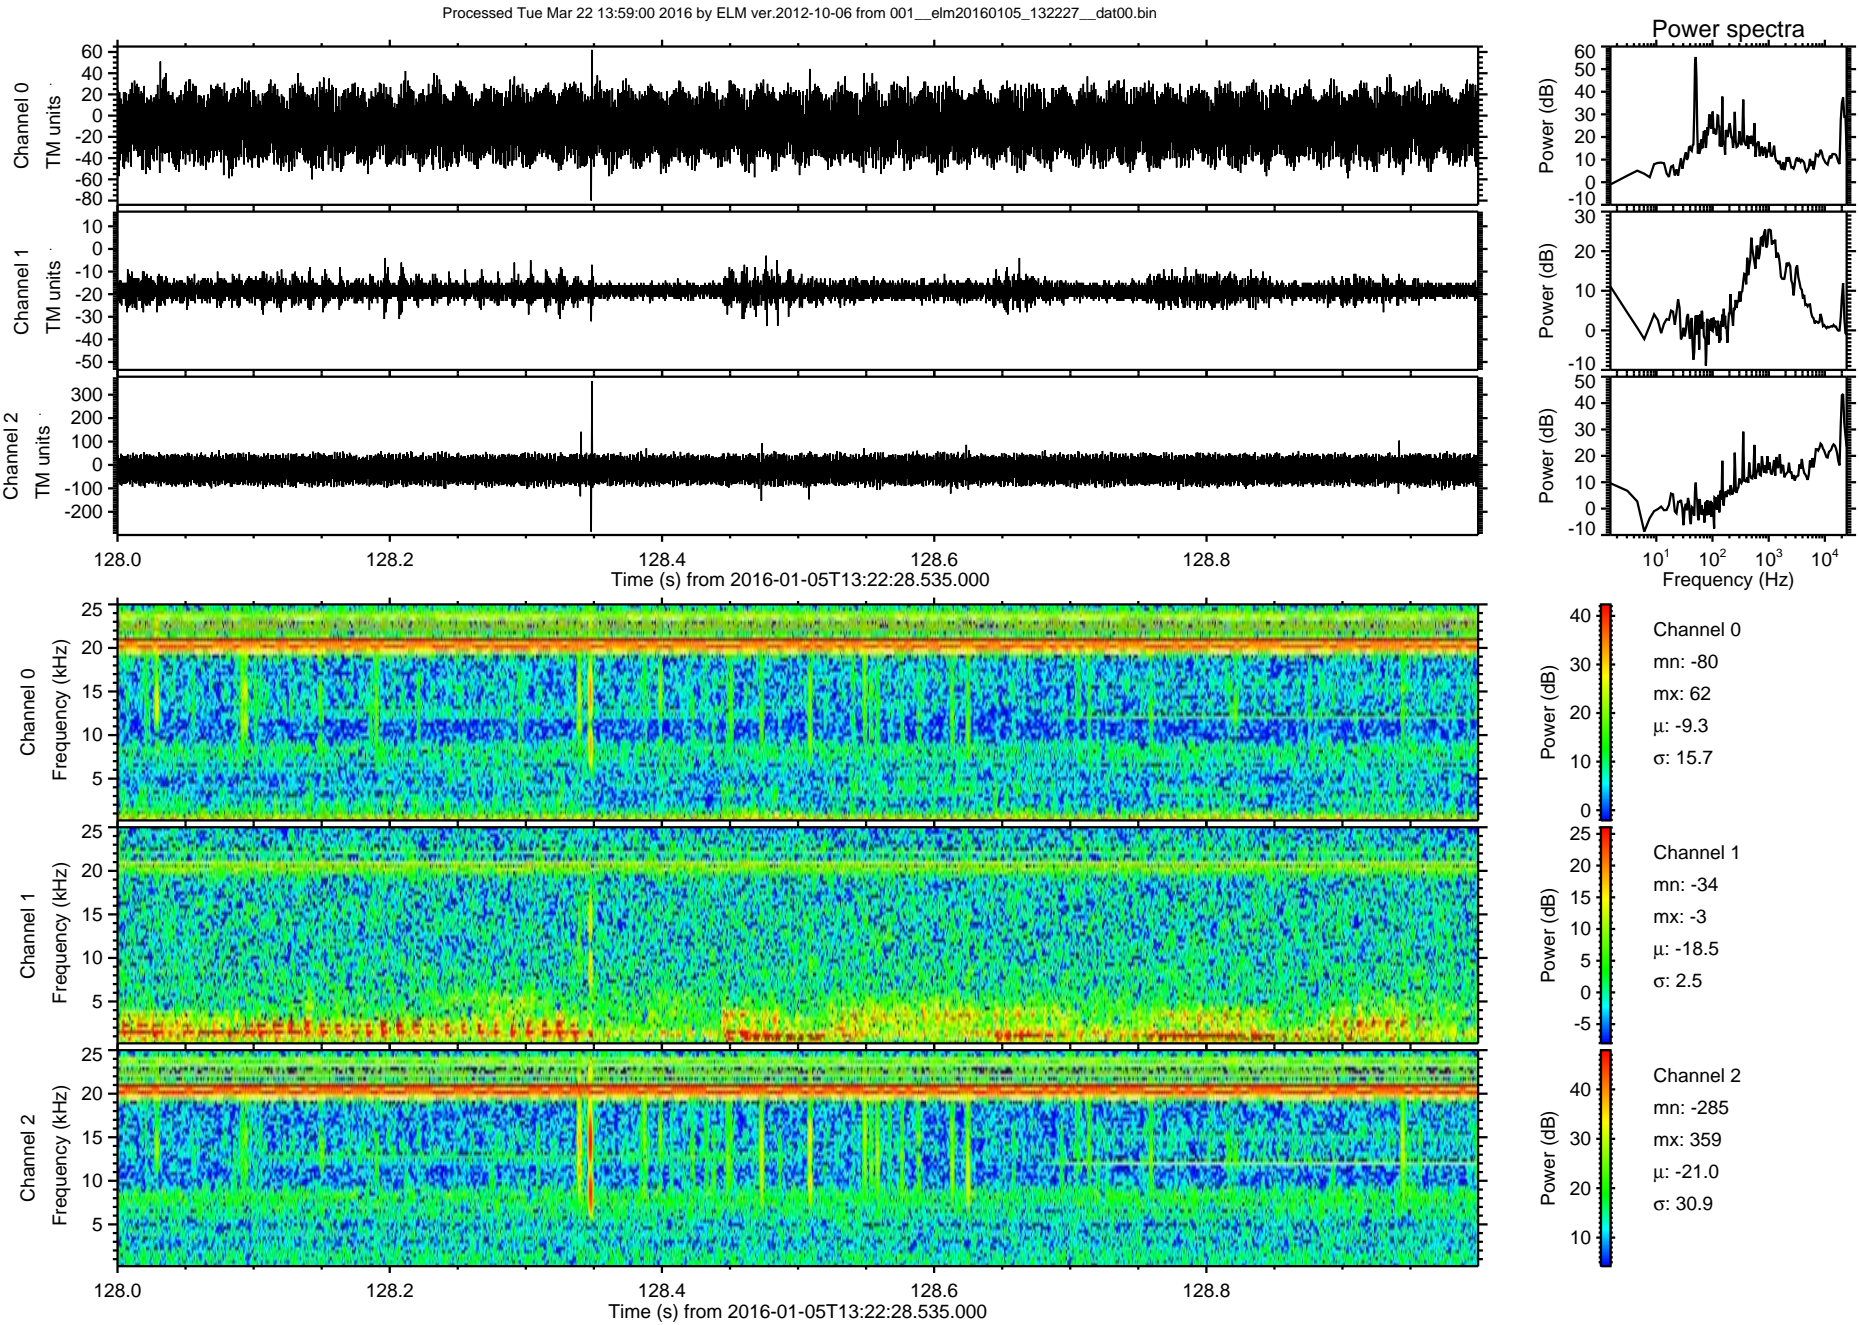 Processed Tue Mar 22 13:59:00 2016 by ELM ver.2012-10-06 from 001__elm20160105_132227__dat00.bin
Power spectra
Channel 0
TM units
60
40
20
0
-20
-40
-60
-80
Power (dB)
60
50
40
30
20
10
0
-10
Channel 1
TM units
10
0
-10
-20
-30
-40
-50
Power (dB)
30
20
10
0
-10
Channel 2
TM units
300
200
100
0
-100
-200
Power (dB)
50
40
30
20
10
0
-10
128.0 128.2 128.4 128.6 128.8
Time (s) from 2016-01-05T13:22:28.535.000
10^1 10^2 10^3 10^4
Frequency (Hz)
Channel 0
Frequency (kHz)
25
20
15
10
5
Power (dB)
40
30
20
10
0
Channel 0
mn: -80
mx: 62
μ: -9.3
σ: 15.7
Channel 1
Frequency (kHz)
25
20
15
10
5
Power (dB)
25
20
15
10
5
0
-5
Channel 1
mn: -34
mx: -3
μ: -18.5
σ: 2.5
Channel 2
Frequency (kHz)
25
20
15
10
5
Power (dB)
40
30
20
10
Channel 2
mn: -285
mx: 359
μ: -21.0
σ: 30.9
128.0 128.2 128.4 128.6 128.8
Time (s) from 2016-01-05T13:22:28.535.000